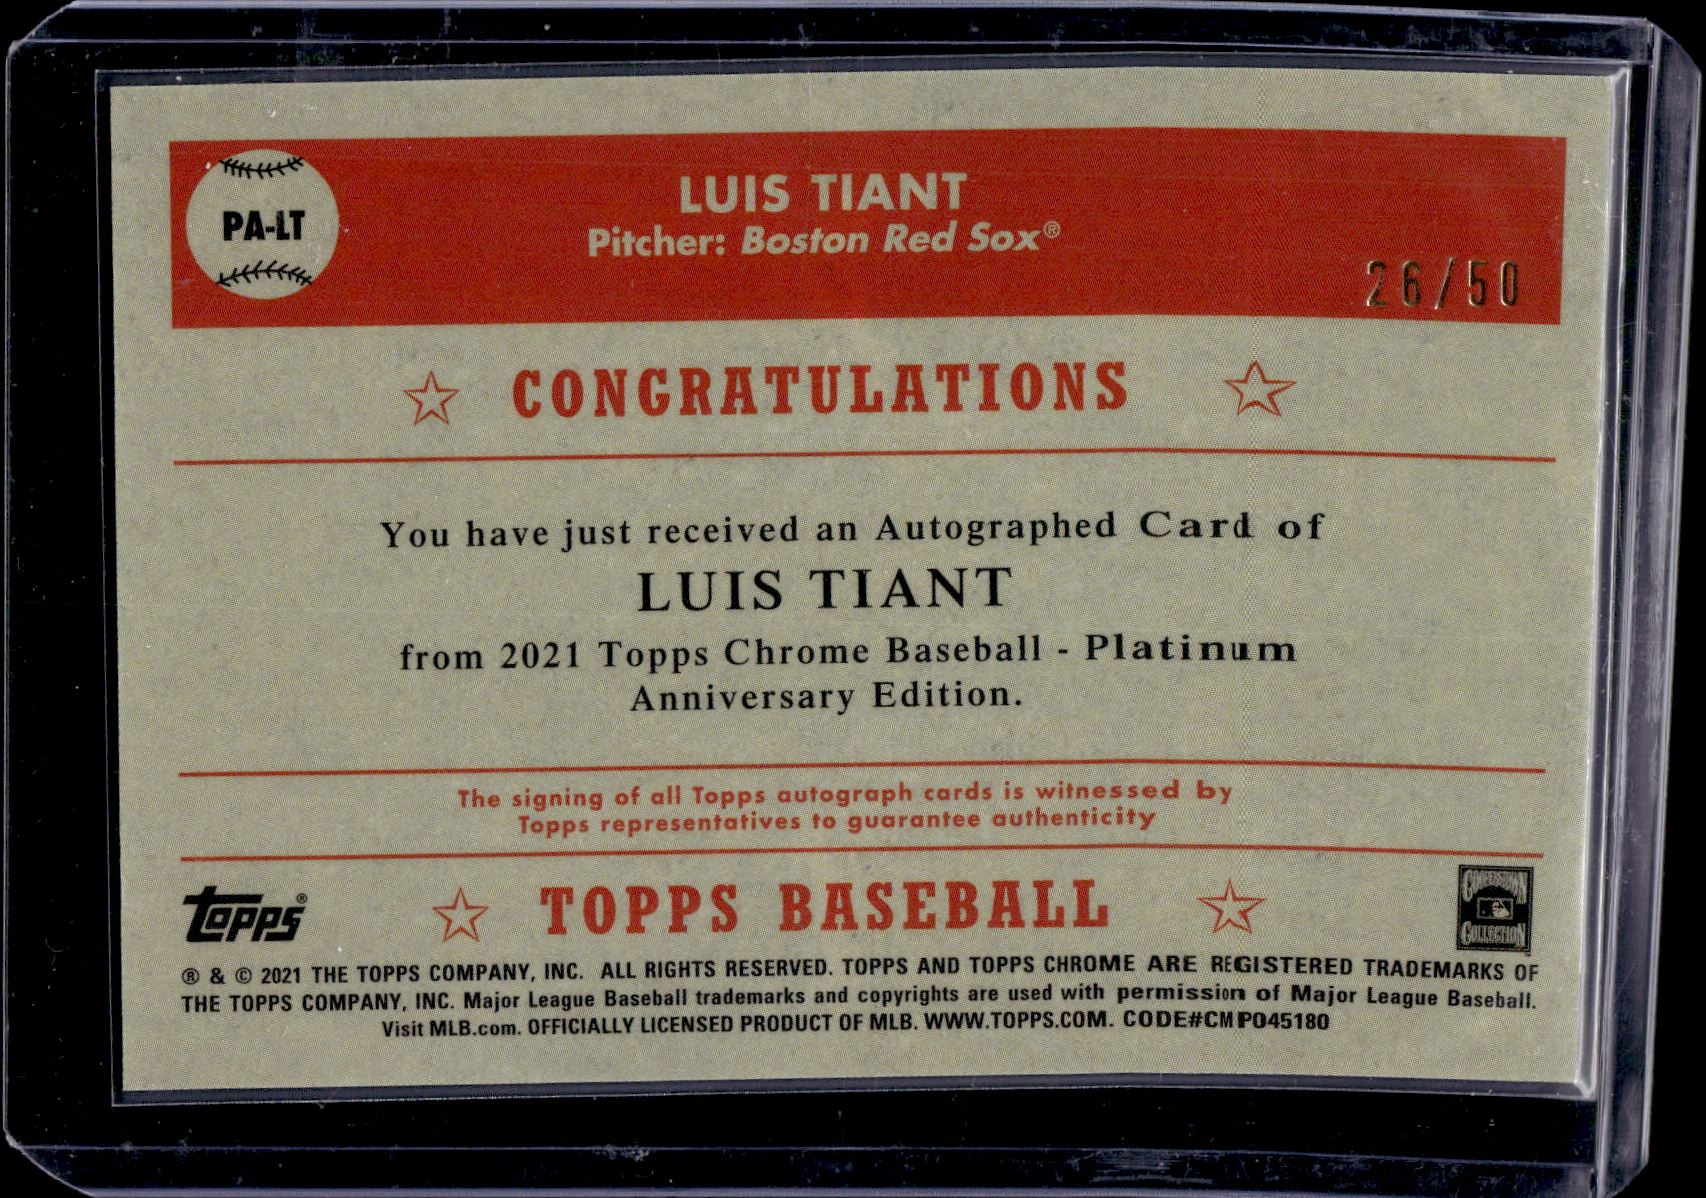 PA-LT
LUIS TIANT
Pitcher: Boston Red Sox®
26/50
CONGRATULATIONS
You have just received an Autographed Card of
LUIS TIANT
from 2021 Topps Chrome Baseball - Platinum
Anniversary Edition.
The signing of all Topps autograph cards is witnessed by
Topps representatives to guarantee authenticity
topps®
TOPPS BASEBALL
COOPERSTOWN
COLLECTION
® & © 2021 THE TOPPS COMPANY, INC. ALL RIGHTS RESERVED. TOPPS AND TOPPS CHROME ARE REGISTERED TRADEMARKS OF
THE TOPPS COMPANY, INC. Major League Baseball trademarks and copyrights are used with permission of Major League Baseball.
Visit MLB.com. OFFICIALLY LICENSED PRODUCT OF MLB. WWW.TOPPS.COM. CODE#CMP045180